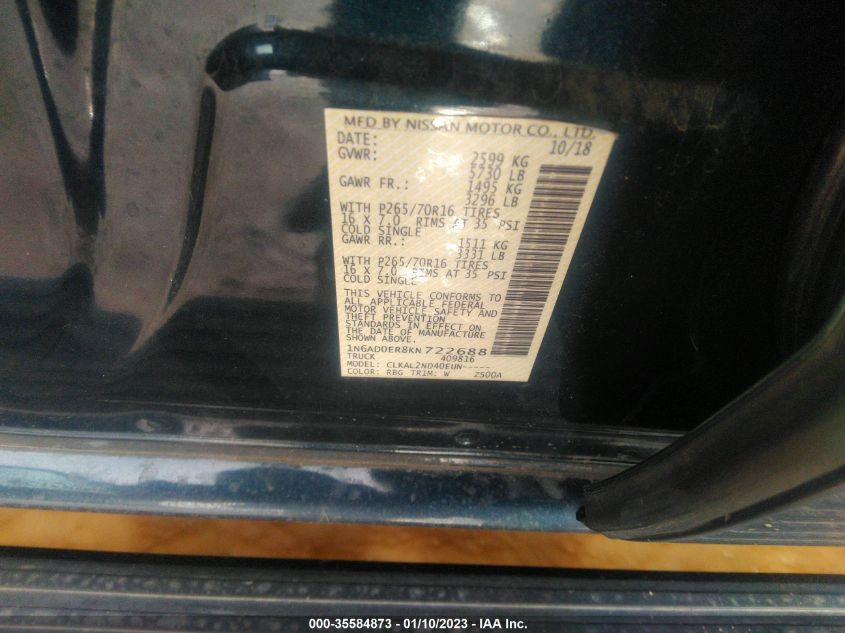 MFD BY NISSAN MOTOR CO., LTD.
DATE: 10/18
GVWR: 2599 KG
5730 LB
GAWR FR.: 1495 KG
3296 LB
WITH P265/70R16 TIRES
16 X 7.0 RIMS AT 35 PSI
COLD SINGLE
GAWR RR.: 1511 KG
3331 LB
WITH P265/70R16 TIRES
16 X 7.0 RIMS AT 35 PSI
COLD SINGLE
THIS VEHICLE CONFORMS TO
ALL APPLICABLE FEDERAL
MOTOR VEHICLE SAFETY AND
THEFT PREVENTION
STANDARDS IN EFFECT ON
THE DATE OF MANUFACTURE
SHOWN ABOVE.
1N6AD0ER8KN 722688
TRUCK 409816
MODEL: CLKAL2ND40EUN-----
COLOR: RBG TRIM: W 2500A
000-35584873 - 01/10/2023 - IAA Inc.